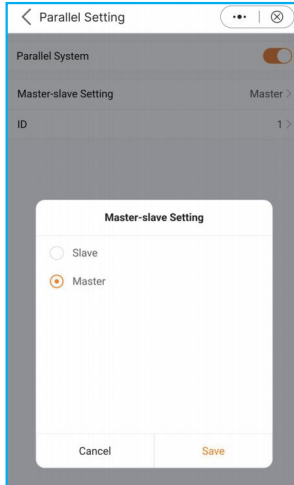 Parallel Setting
Parallel System
Master-slave Setting Master
ID 1
Master-slave Setting
Slave
Master
Cancel Save